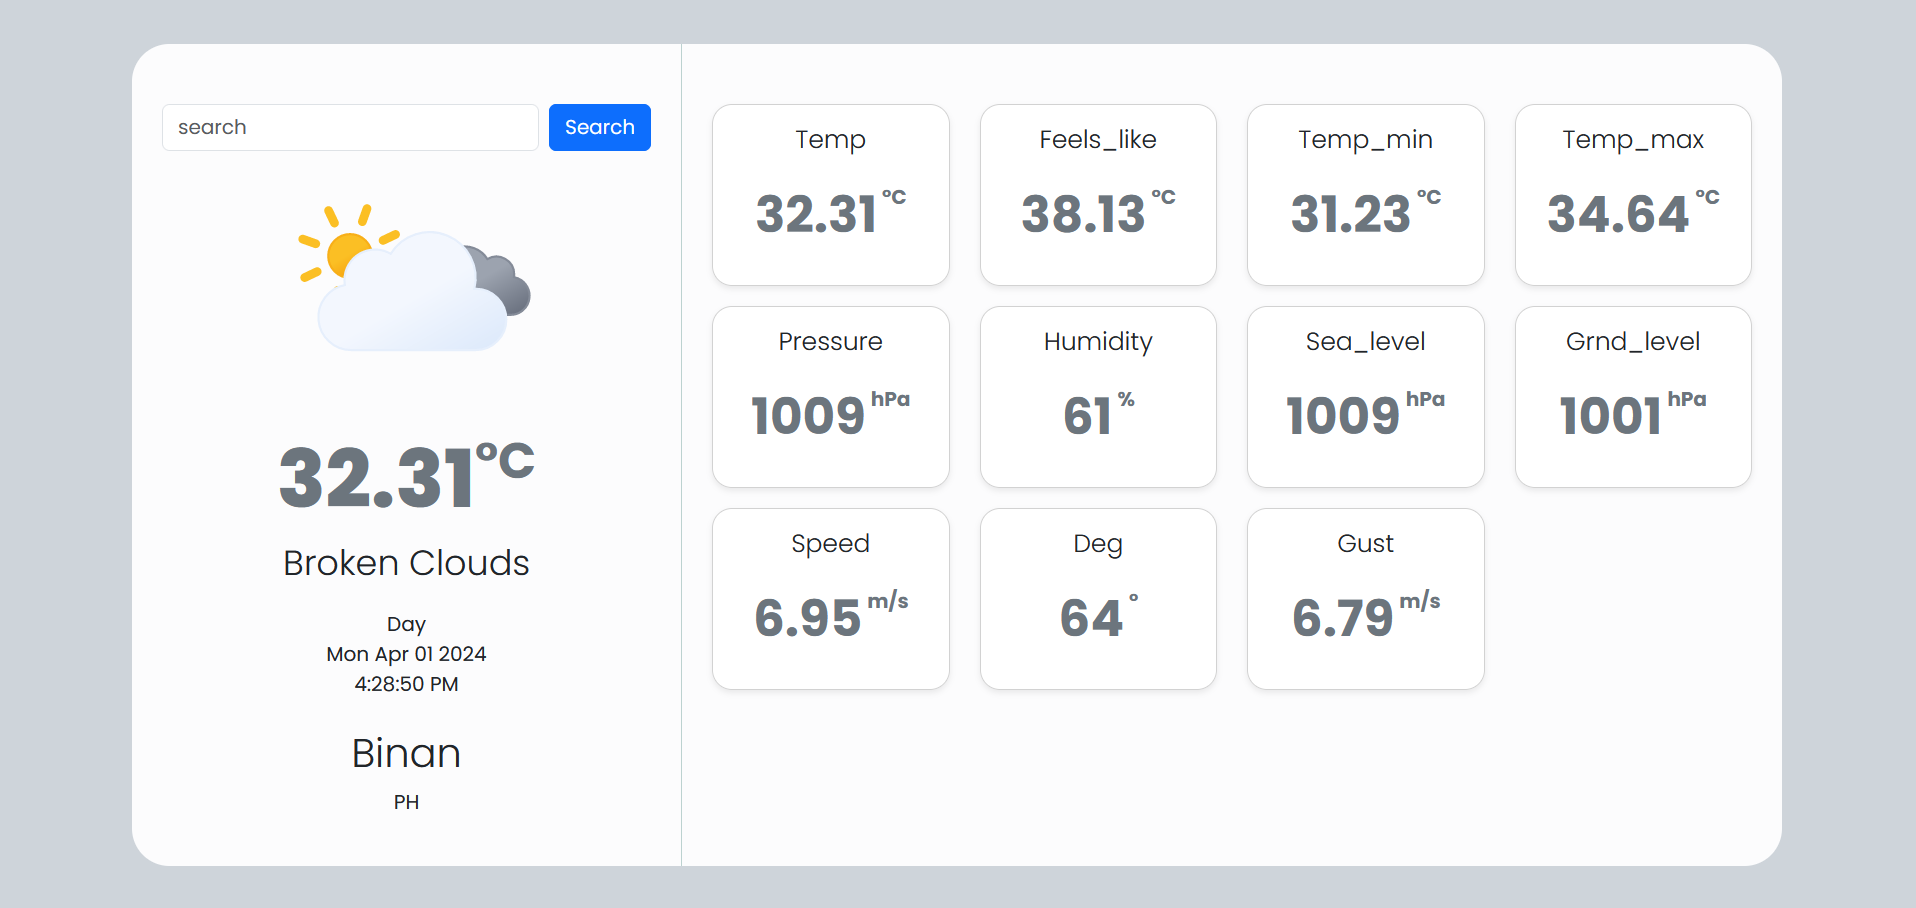 search
Search
32.31°C
Broken Clouds
Day
Mon Apr 01 2024
4:28:50 PM
Binan
PH
Temp
32.31 °C
Feels_like
38.13 °C
Temp_min
31.23 °C
Temp_max
34.64 °C
Pressure
1009 hPa
Humidity
61 %
Sea_level
1009 hPa
Grnd_level
1001 hPa
Speed
6.95 m/s
Deg
64 °
Gust
6.79 m/s